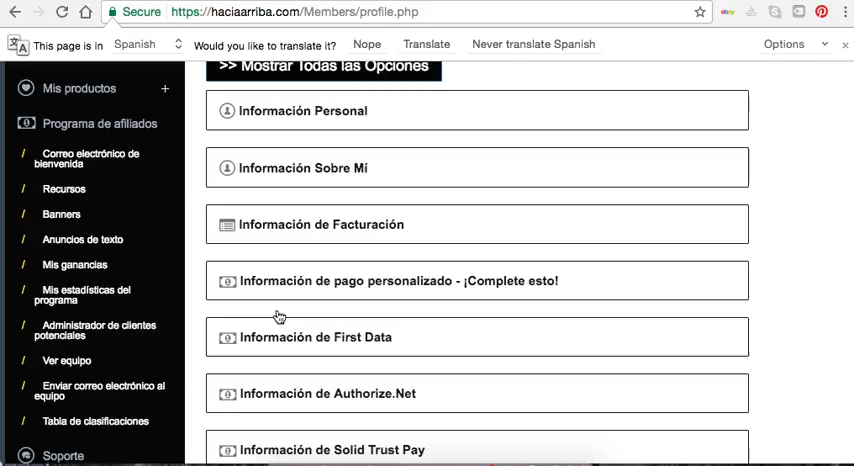 Secure https://haciaarriba.com/Members/profile.php
This page is in Spanish Would you like to translate it? Nope Translate Never translate Spanish Options
>> Mostrar Todas las Opciones
Mis productos +
Programa de afiliados
/ Correo electrónico de
bienvenida
/ Recursos
/ Banners
/ Anuncios de texto
/ Mis ganancias
/ Mis estadísticas del
programa
/ Administrador de clientes
potenciales
/ Ver equipo
/ Enviar correo electrónico al
equipo
/ Tabla de clasificaciones
Soporte
Información Personal
Información Sobre Mí
Información de Facturación
Información de pago personalizado - ¡Complete esto!
Información de First Data
Información de Authorize.Net
Información de Solid Trust Pay